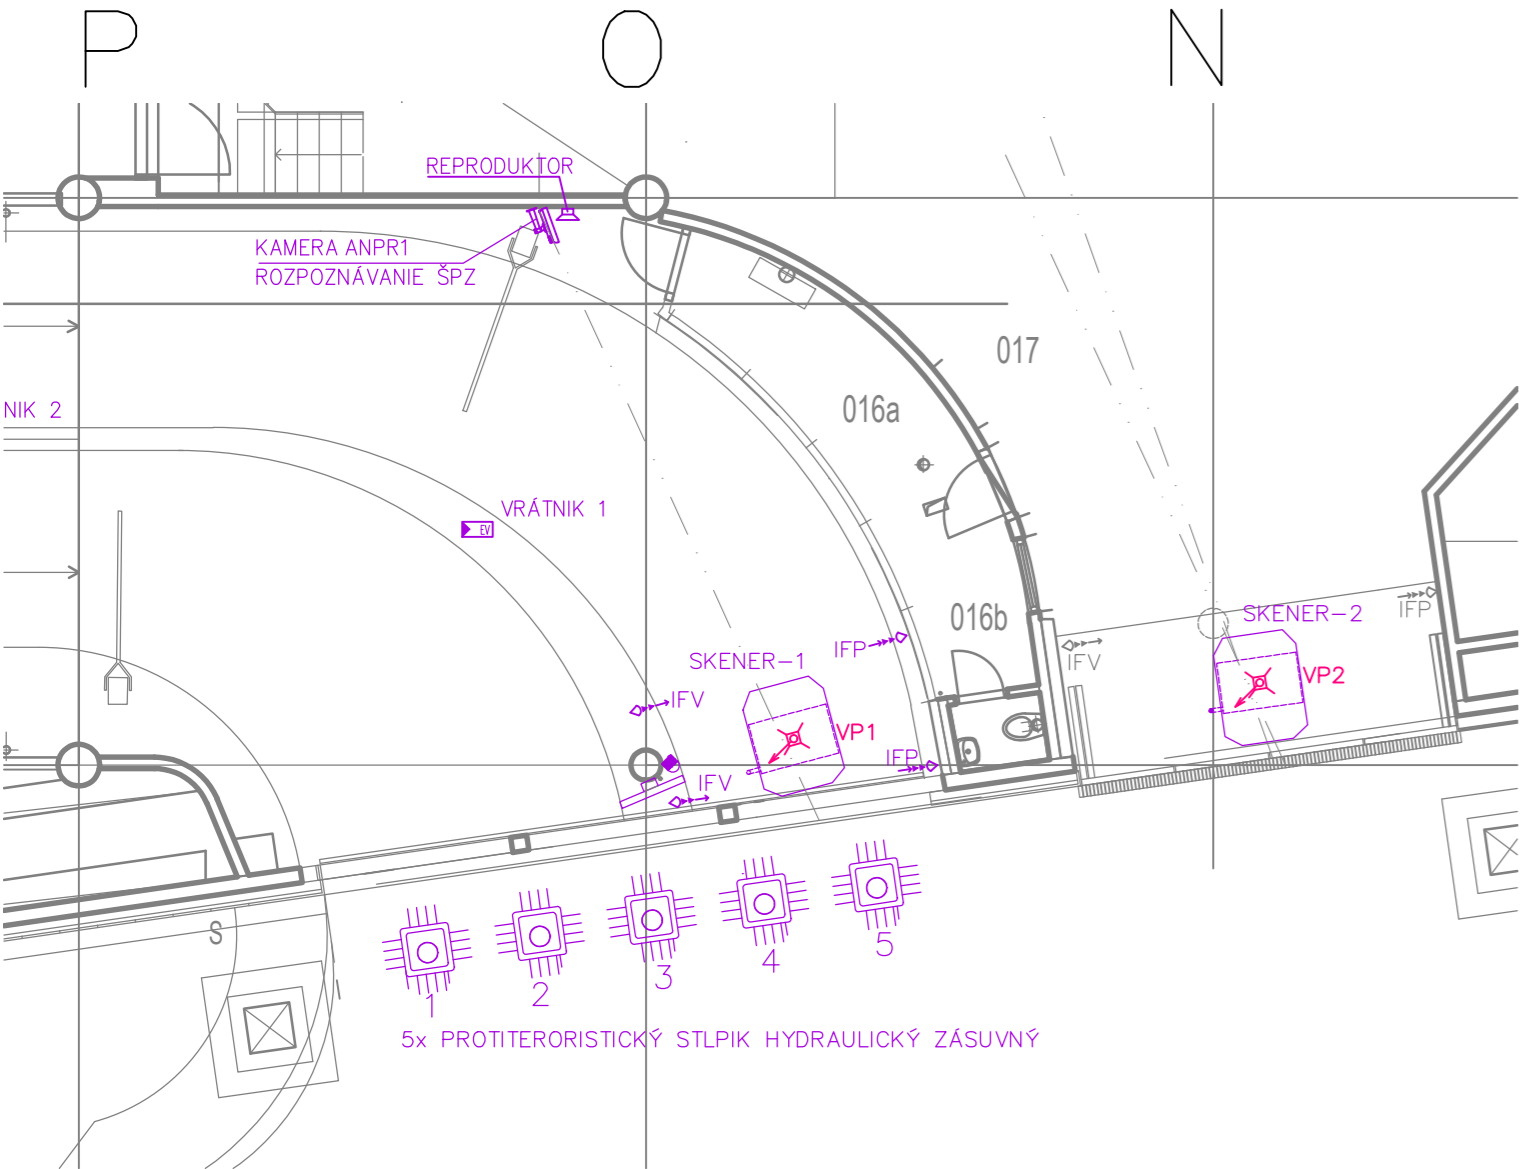 P O N
REPRODUKTOR
KAMERA ANPR1
ROZPOZNÁVANIE ŠPZ
017
016a
NIK 2
VRÁTNIK 1
EV
016b
IFP
SKENER-2
IFP
SKENER-1
IFV
VP2
IFV
VP1
IFP
IFV
S
1
2
3
4
5
5x PROTITERORISTICKÝ STLPIK HYDRAULICKÝ ZÁSUVNÝ